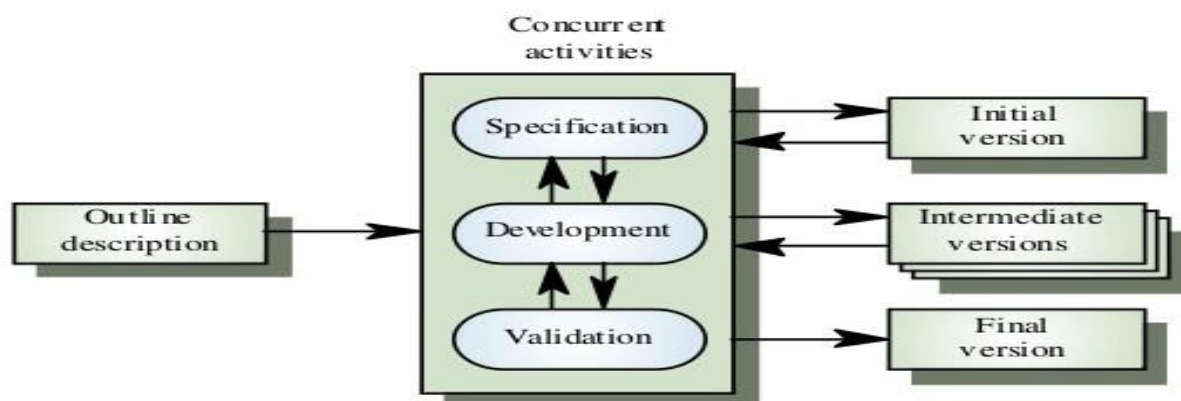 Concurrent
activities
Specification
Initial
version
Outline
description
Development
Intermediate
versions
Validation
Final
version